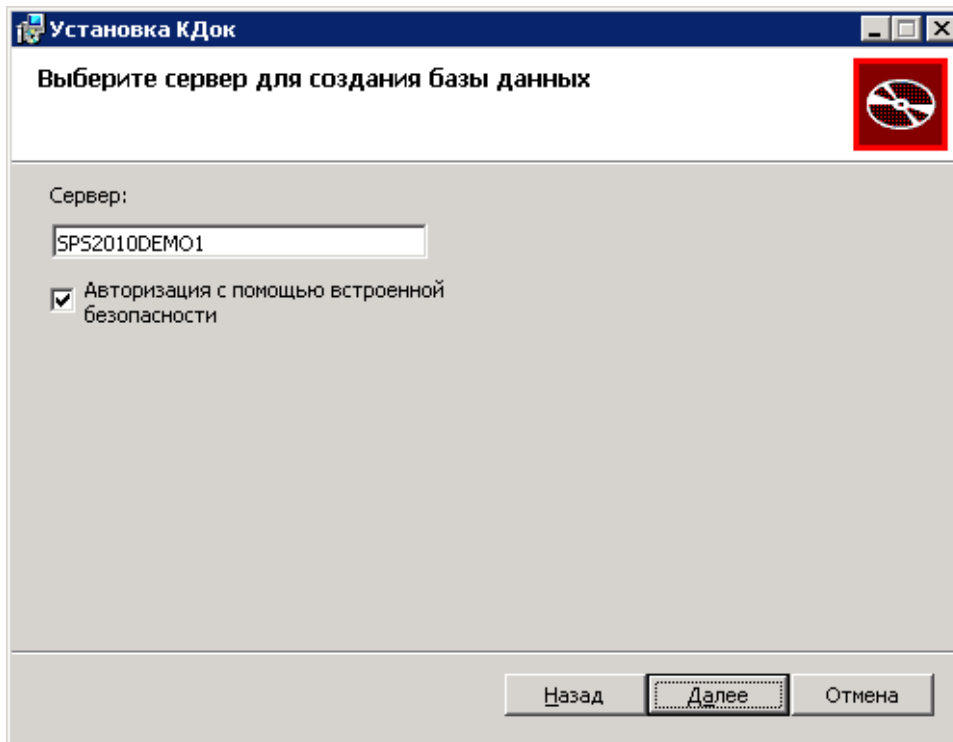 Установка КДок
Выберите сервер для создания базы данных
Сервер:
SPS2010DEMO1
Авторизация с помощью встроенной
безопасности
Назад
Далее
Отмена